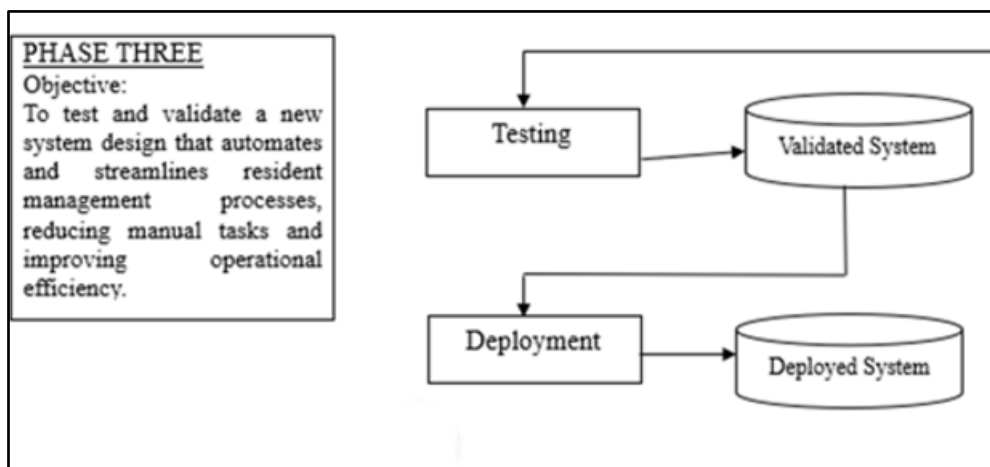 PHASE THREE
Objective:
To test and validate a new
system design that automates
and streamlines resident
management processes,
reducing manual tasks and
improving operational
efficiency.
Testing
Validated System
Deployment
Deployed System